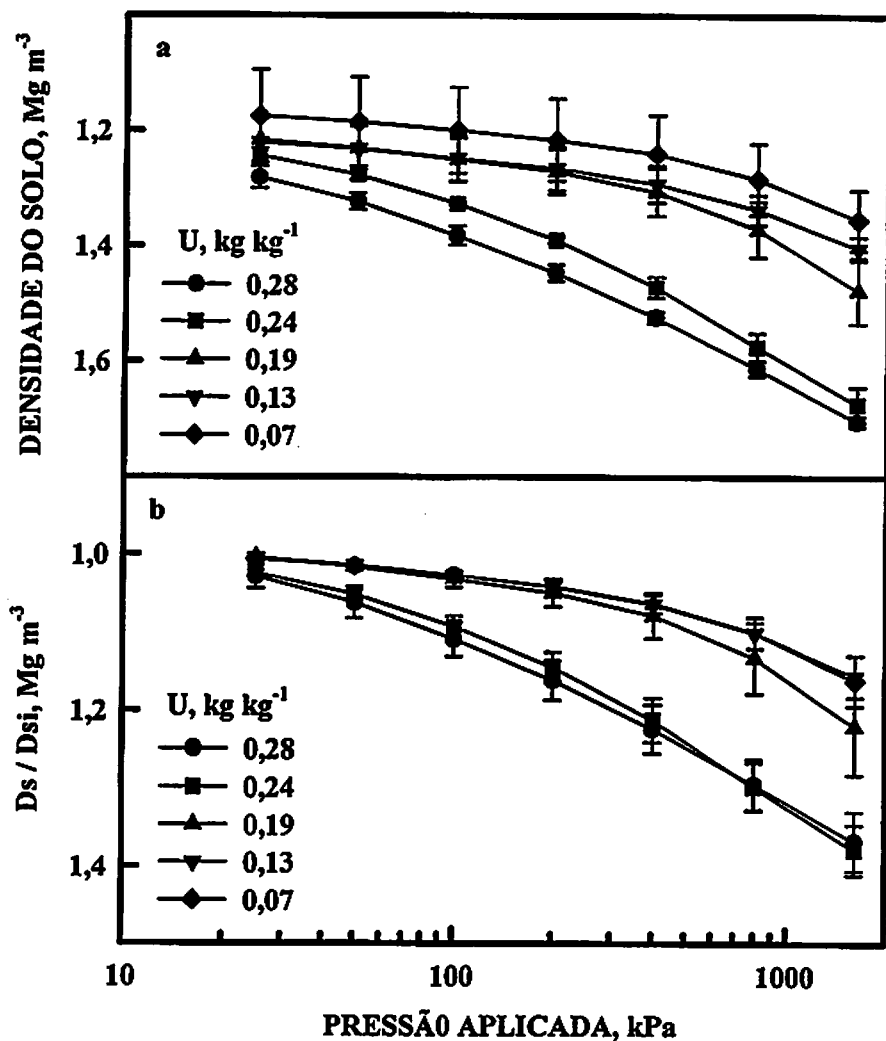 a
DENSIDADE DO SOLO, Mg m⁻³
1,2
1,4
1,6
U, kg kg⁻¹
0,28
0,24
0,19
0,13
0,07
b
Ds / Dsi, Mg m⁻³
1,0
1,2
1,4
U, kg kg⁻¹
0,28
0,24
0,19
0,13
0,07
10 100 1000
PRESSÃO APLICADA, kPa